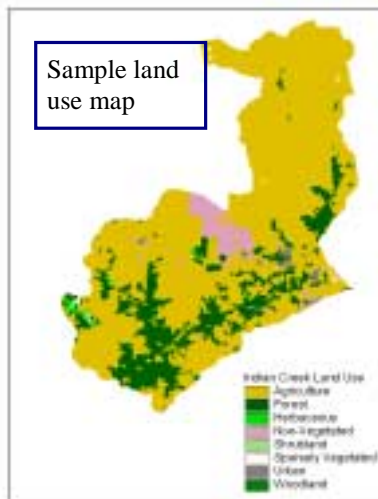 Sample land
use map
Indian Creek Land Use
Agriculture
Forest
Herbaceous
Non-Vegetated
Shrubland
Sparsely Vegetated
Urban
Woodland